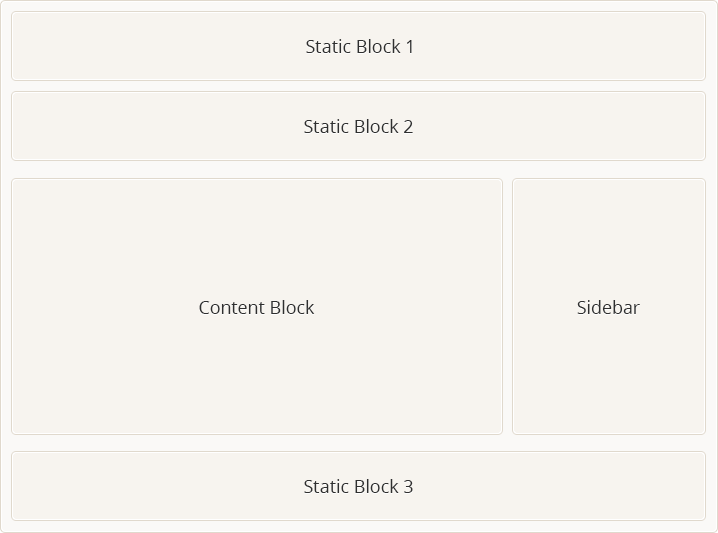 Static Block 1
Static Block 2
Content Block
Sidebar
Static Block 3